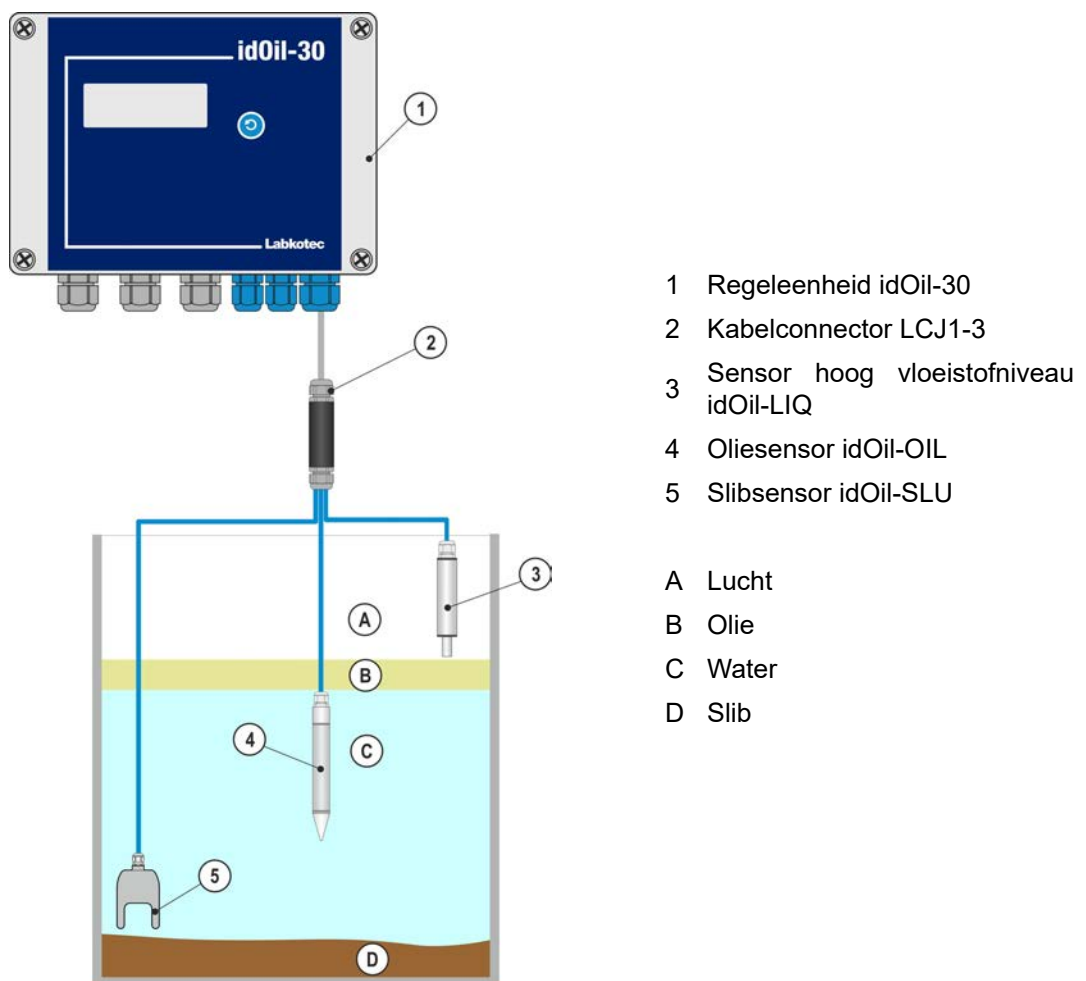 idOil-30
Labkotec
1
2
3
A
B
4
C
5
D
1 Regeleenheid idOil-30
2 Kabelconnector LCJ1-3
3 Sensor hoog vloeistofniveau
idOil-LIQ
4 Oliesensor idOil-OIL
5 Slibsensor idOil-SLU
A Lucht
B Olie
C Water
D Slib